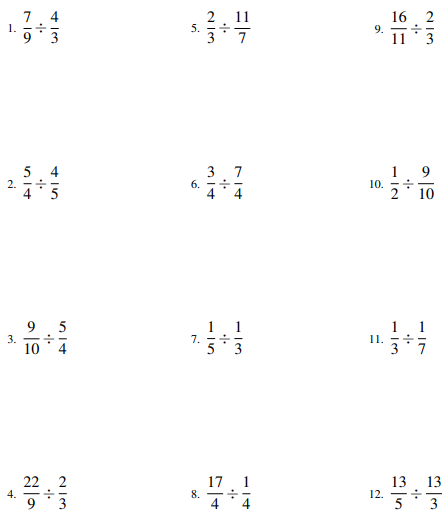 1. 7/9 ÷ 4/3
2. 5/4 ÷ 4/5
3. 9/10 ÷ 5/4
4. 22/9 ÷ 2/3
5. 2/3 ÷ 11/7
6. 3/4 ÷ 7/4
7. 1/5 ÷ 1/3
8. 17/4 ÷ 1/4
9. 16/11 ÷ 2/3
10. 1/2 ÷ 9/10
11. 1/3 ÷ 1/7
12. 13/5 ÷ 13/3